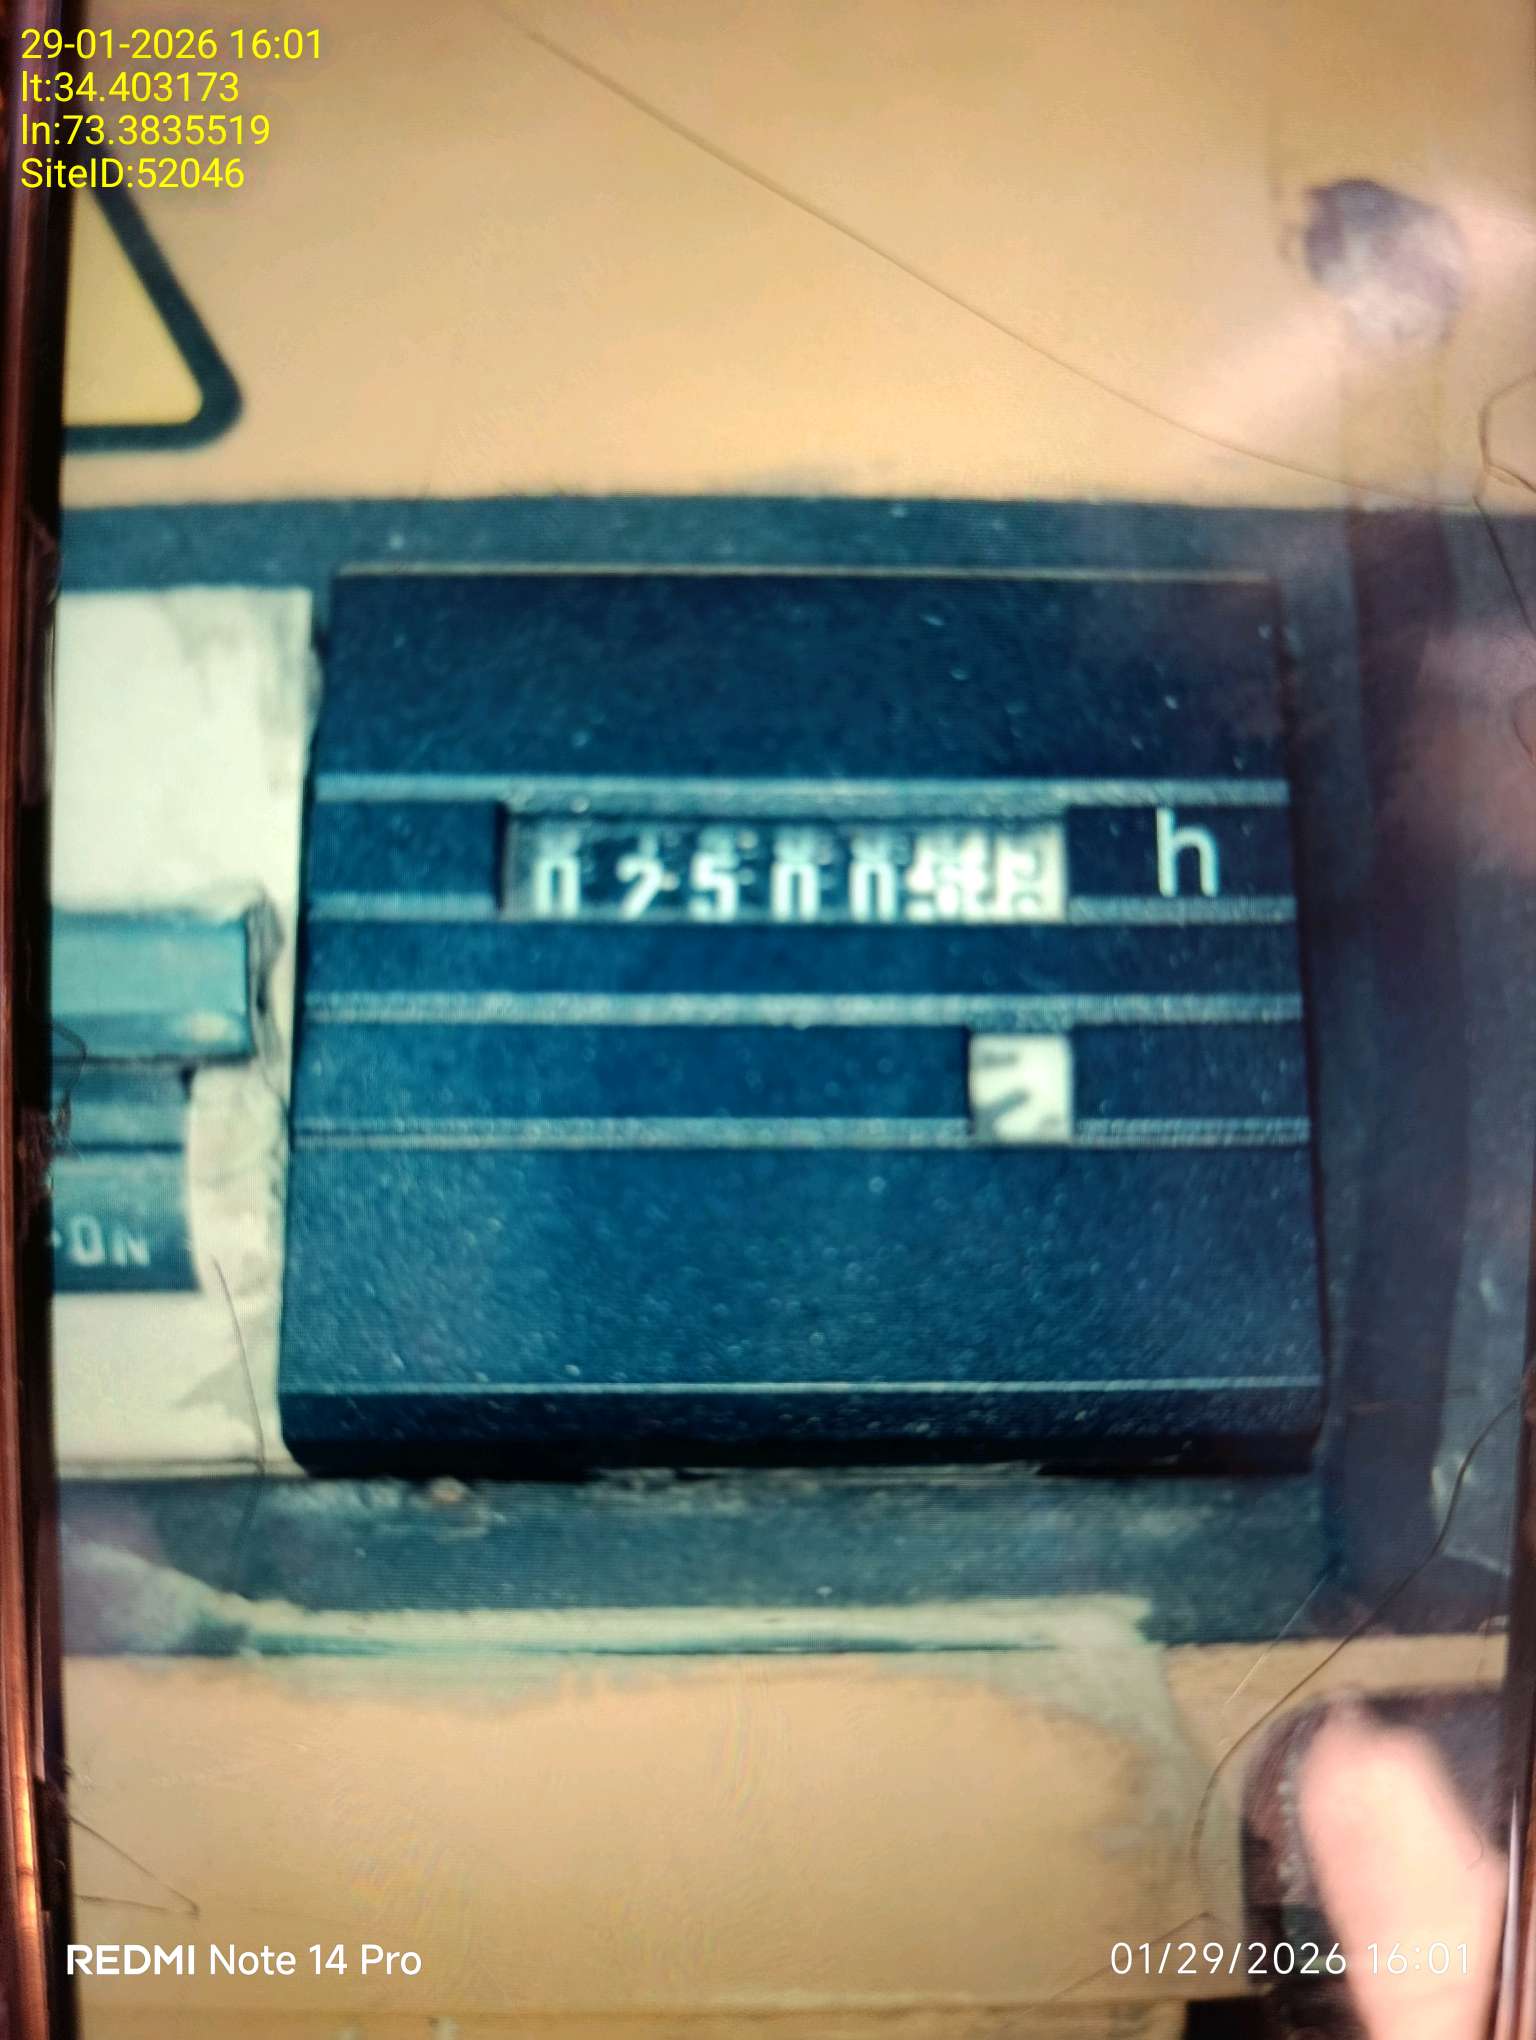 29-01-2026 16:01
lt:34.403173
ln:73.3835519
SiteID:52046
02500
h
ON
REDMI Note 14 Pro
01/29/2026 16:01